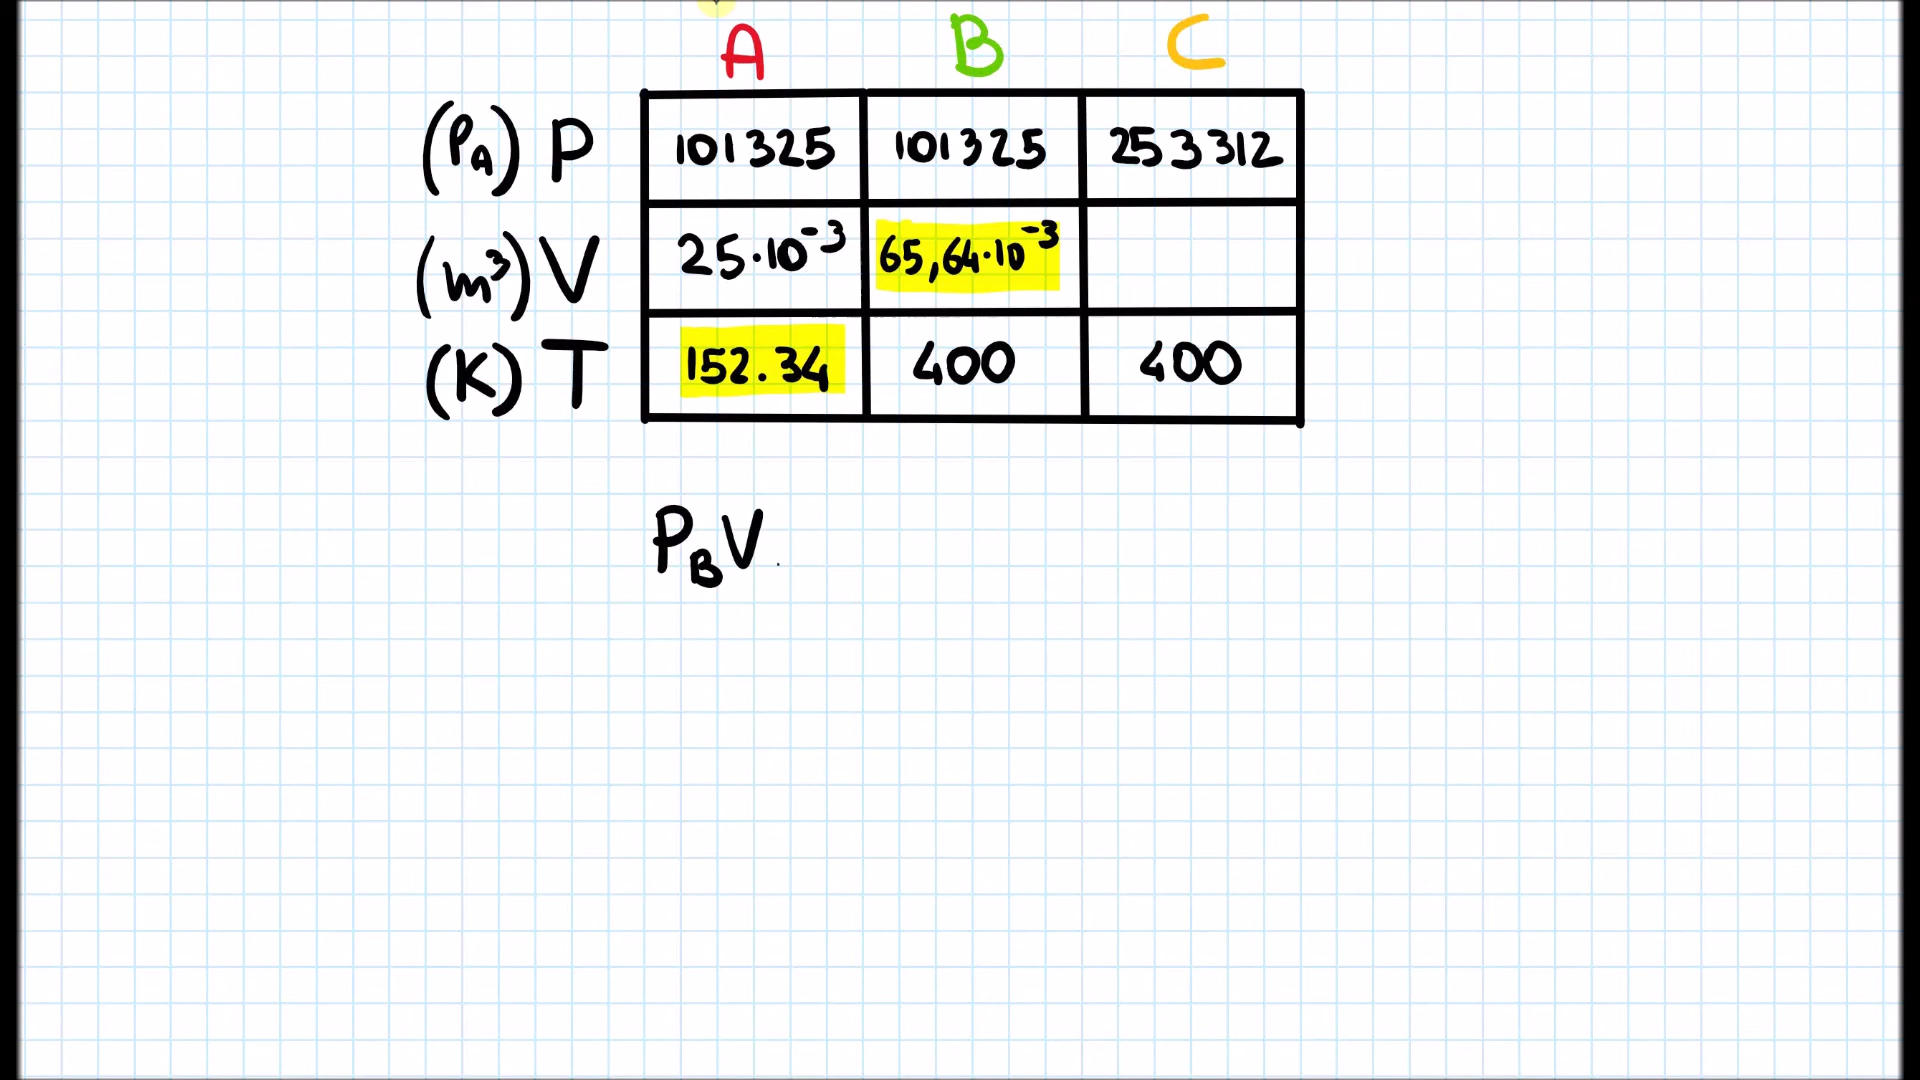 A B C
(PA) P 101325 101325 253312
(m³) V 25·10⁻³ 65,64·10⁻³
(K) T 152.34 400 400
P_B V